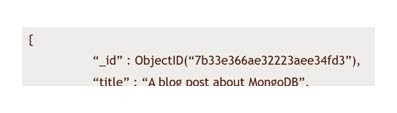 {
“_id” : ObjectID(“7b33e366ae32223aee34fd3”),
“title” : “A blog post about MongoDB”,